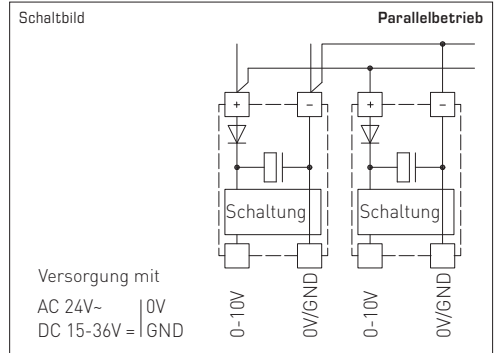 Schaltbild
Parallelbetrieb
+ – + –
Schaltung Schaltung
Versorgung mit
AC 24V~ | 0V
DC 15-36V = | GND
0-10V
0V/GND
0-10V
0V/GND